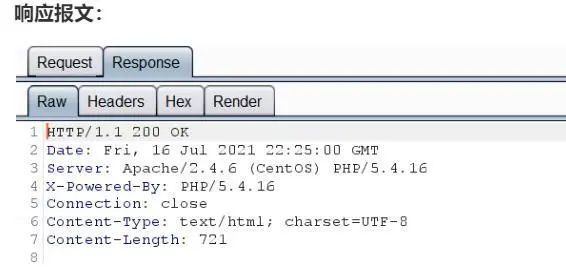 响应报文：
Request Response
Raw Headers Hex Render
1 HTTP/1.1 200 OK
2 Date: Fri, 16 Jul 2021 22:25:00 GMT
3 Server: Apache/2.4.6 (CentOS) PHP/5.4.16
4 X-Powered-By: PHP/5.4.16
5 Connection: close
6 Content-Type: text/html; charset=UTF-8
7 Content-Length: 721
8